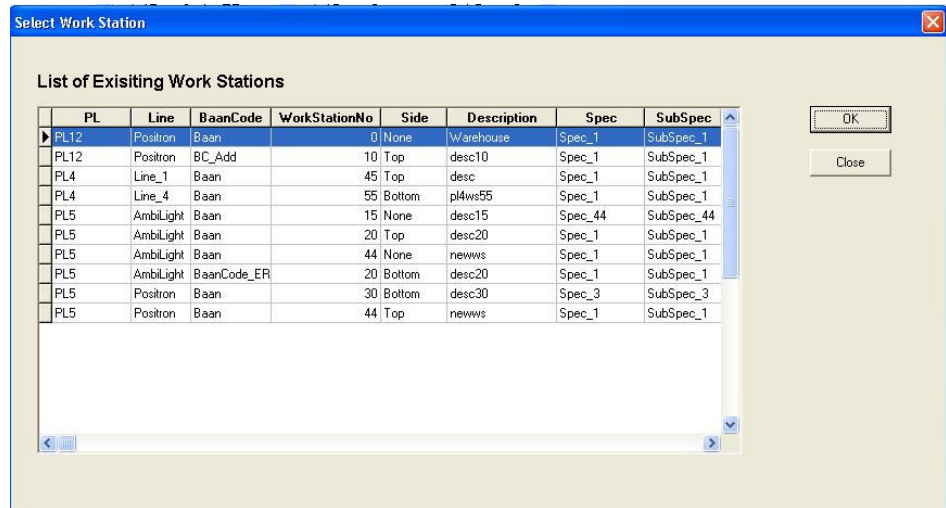 Select Work Station
List of Exisiting Work Stations
PL Line BaanCode WorkStationNo Side Description Spec SubSpec
PL12 Positron Baan 0 None Warehouse Spec_1 SubSpec_1
PL12 Positron BC_Add 10 Top desc10 Spec_1 SubSpec_1
PL4 Line_1 Baan 45 Top desc Spec_1 SubSpec_1
PL4 Line_4 Baan 55 Bottom pl4ws55 Spec_1 SubSpec_1
PL5 AmbiLight Baan 15 None desc15 Spec_44 SubSpec_44
PL5 AmbiLight Baan 20 Top desc20 Spec_1 SubSpec_1
PL5 AmbiLight Baan 44 None newws Spec_1 SubSpec_1
PL5 AmbiLight BaanCode_ER 20 Bottom desc20 Spec_1 SubSpec_1
PL5 Positron Baan 30 Bottom desc30 Spec_3 SubSpec_3
PL5 Positron Baan 44 Top newws Spec_1 SubSpec_1
OK
Close